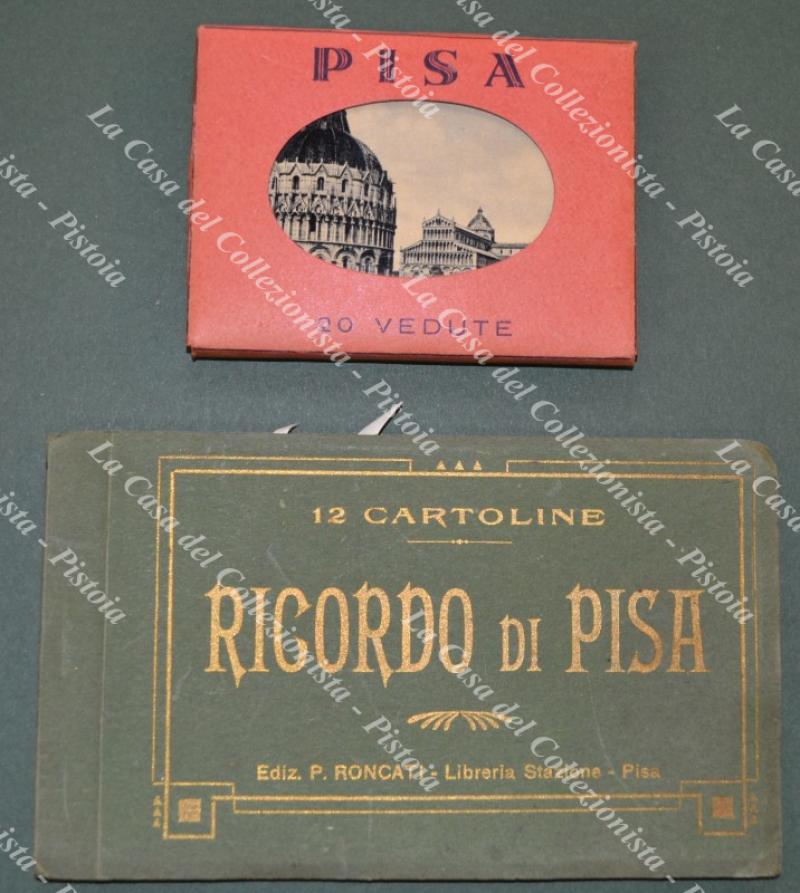 PISA
20 VEDUTE
12 CARTOLINE
RICORDO DI PISA
Ediz. P. RONCATI - Libreria Stazione - Pisa
La Casa del Collezionista - Pistoia